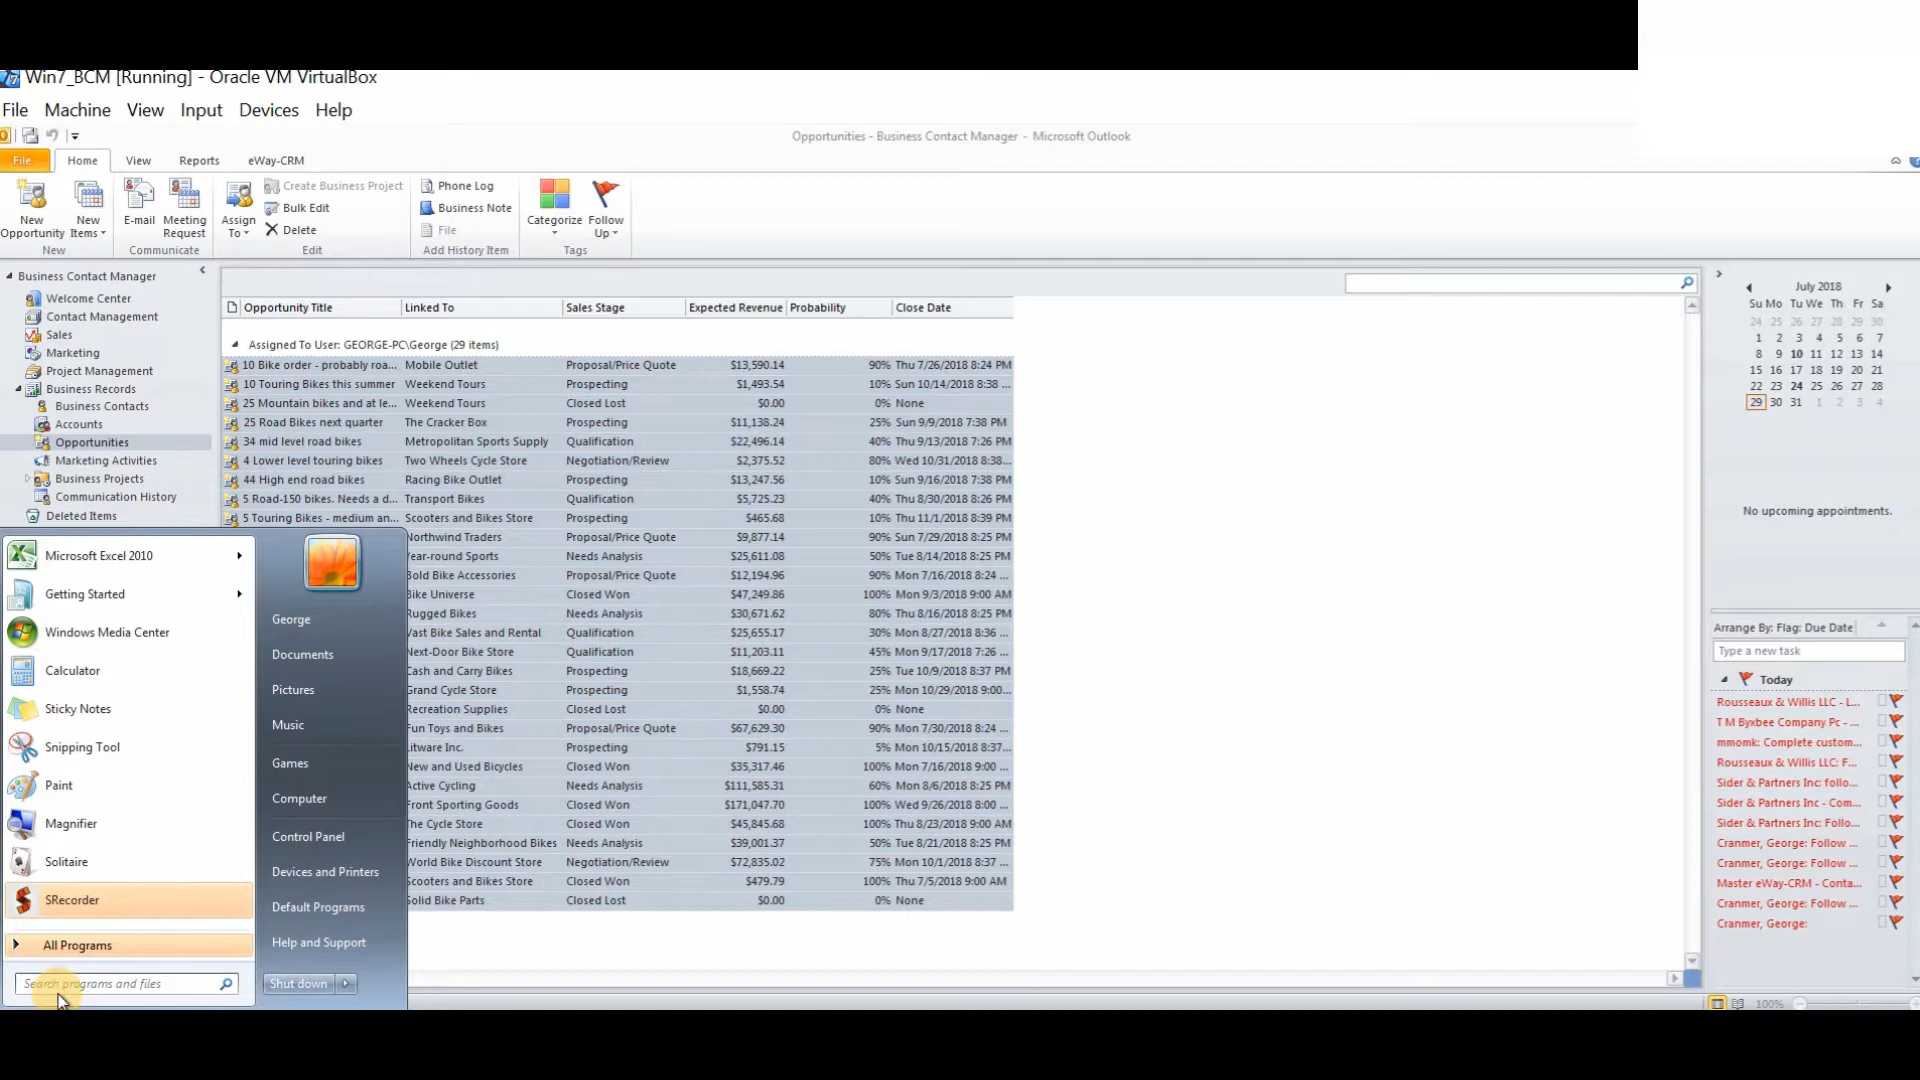 Win7_BCM [Running] - Oracle VM VirtualBox
File Machine View Input Devices Help
Opportunities - Business Contact Manager - Microsoft Outlook
File Home View Reports eWay-CRM
New Opportunity
New Items
New
E-mail
Meeting Request
Communicate
Assign To
Create Business Project
Bulk Edit
Delete
Edit
Phone Log
Business Note
File
Add History Item
Categorize
Follow Up
Tags
Business Contact Manager
Welcome Center
Contact Management
Sales
Marketing
Project Management
Business Records
Business Contacts
Accounts
Opportunities
Marketing Activities
Business Projects
Communication History
Deleted Items
Opportunity Title Linked To Sales Stage Expected Revenue Probability Close Date
Assigned To User: GEORGE-PC\George (29 items)
10 Bike order - probably roa... Mobile Outlet Proposal/Price Quote $13,590.14 90% Thu 7/26/2018 8:24 PM
10 Touring Bikes this summer Weekend Tours Prospecting $1,493.54 10% Sun 10/14/2018 8:38 ...
25 Mountain bikes and at le... Weekend Tours Closed Lost $0.00 0% None
25 Road Bikes next quarter The Cracker Box Prospecting $11,138.24 25% Sun 9/9/2018 7:38 PM
34 mid level road bikes Metropolitan Sports Supply Qualification $22,496.14 40% Thu 9/13/2018 7:26 PM
4 Lower level touring bikes Two Wheels Cycle Store Negotiation/Review $2,375.52 80% Wed 10/31/2018 8:38...
44 High end road bikes Racing Bike Outlet Prospecting $13,247.56 25% Sun 9/16/2018 7:38 PM
5 Road-150 bikes. Needs a d... Transport Bikes Qualification $5,725.23 40% Thu 8/30/2018 8:26 PM
5 Touring Bikes - medium an... Scooters and Bikes Store Prospecting $465.68 10% Thu 11/1/2018 8:39 PM
Northwind Traders Proposal/Price Quote $9,877.14 90% Sun 7/29/2018 8:25 PM
Year-round Sports Needs Analysis $25,611.08 50% Tue 8/14/2018 8:25 PM
Bold Bike Accessories Proposal/Price Quote $12,194.96 90% Mon 7/16/2018 8:24 ...
Bike Universe Closed Won $47,249.86 100% Mon 9/3/2018 9:00 AM
Rugged Bikes Needs Analysis $30,671.62 80% Thu 8/16/2018 8:25 PM
Vast Bike Sales and Rental Qualification $25,655.17 30% Mon 8/27/2018 8:36 ...
Next-Door Bike Store Qualification $11,203.11 45% Mon 9/17/2018 7:26 ...
Cash and Carry Bikes Prospecting $18,669.22 25% Tue 10/9/2018 8:37 PM
Grand Cycle Store Prospecting $1,558.74 25% Mon 10/29/2018 9:00...
Recreation Supplies Closed Lost $0.00 0% None
Fun Toys and Bikes Proposal/Price Quote $67,629.30 90% Mon 7/30/2018 8:24 ...
Litware Inc. Prospecting $791.15 5% Mon 10/15/2018 8:37...
New and Used Bicycles Closed Won $35,317.46 100% Mon 7/16/2018 9:00 ...
Active Cycling Needs Analysis $111,585.31 60% Mon 8/6/2018 8:25 PM
Front Sporting Goods Closed Won $171,047.70 100% Wed 9/26/2018 8:00 ...
The Cycle Store Closed Won $45,845.68 100% Thu 8/23/2018 9:00 AM
Friendly Neighborhood Bikes Needs Analysis $39,001.37 50% Tue 8/21/2018 8:25 PM
World Bike Discount Store Negotiation/Review $72,835.02 75% Mon 10/1/2018 8:37 ...
Scooters and Bikes Store Closed Won $479.79 100% Thu 7/5/2018 9:00 AM
Solid Bike Parts Closed Lost $0.00 0% None
Microsoft Excel 2010
Getting Started
Windows Media Center
Calculator
Sticky Notes
Snipping Tool
Paint
Magnifier
Solitaire
SRecorder
All Programs
Search programs and files
George
Documents
Pictures
Music
Games
Computer
Control Panel
Devices and Printers
Default Programs
Help and Support
Shut down
July 2018
Su Mo Tu We Th Fr Sa
24 25 26 27 28 29 30
1 2 3 4 5 6 7
8 9 10 11 12 13 14
15 16 17 18 19 20 21
22 23 24 25 26 27 28
29 30 31 1 2 3 4
No upcoming appointments.
Arrange By: Flag: Due Date
Type a new task
Today
Rousseaux & Willis LLC - L...
T M Byxbee Company Pc - ...
mmomk: Complete custom...
Rousseaux & Willis LLC: F...
Sider & Partners Inc: follo...
Sider & Partners Inc - Com...
Sider & Partners Inc: Follo...
Cranmer, George: Follow ...
Cranmer, George: Follow ...
Master eWay-CRM - Conta...
Cranmer, George: Follow ...
Cranmer, George:
100%